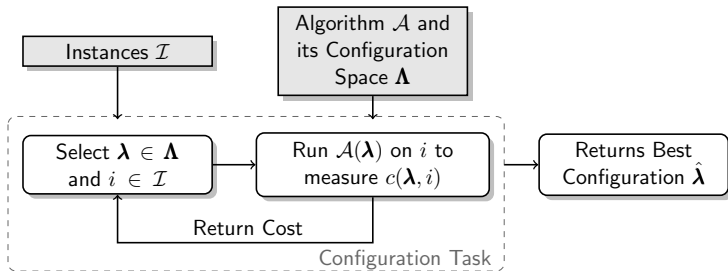 Instances ℐ
Algorithm 𝒜 and
its Configuration
Space Λ
Select λ ∈ Λ
and i ∈ ℐ
Run 𝒜(λ) on i to
measure c(λ, i)
Returns Best
Configuration λ̂
Return Cost
Configuration Task